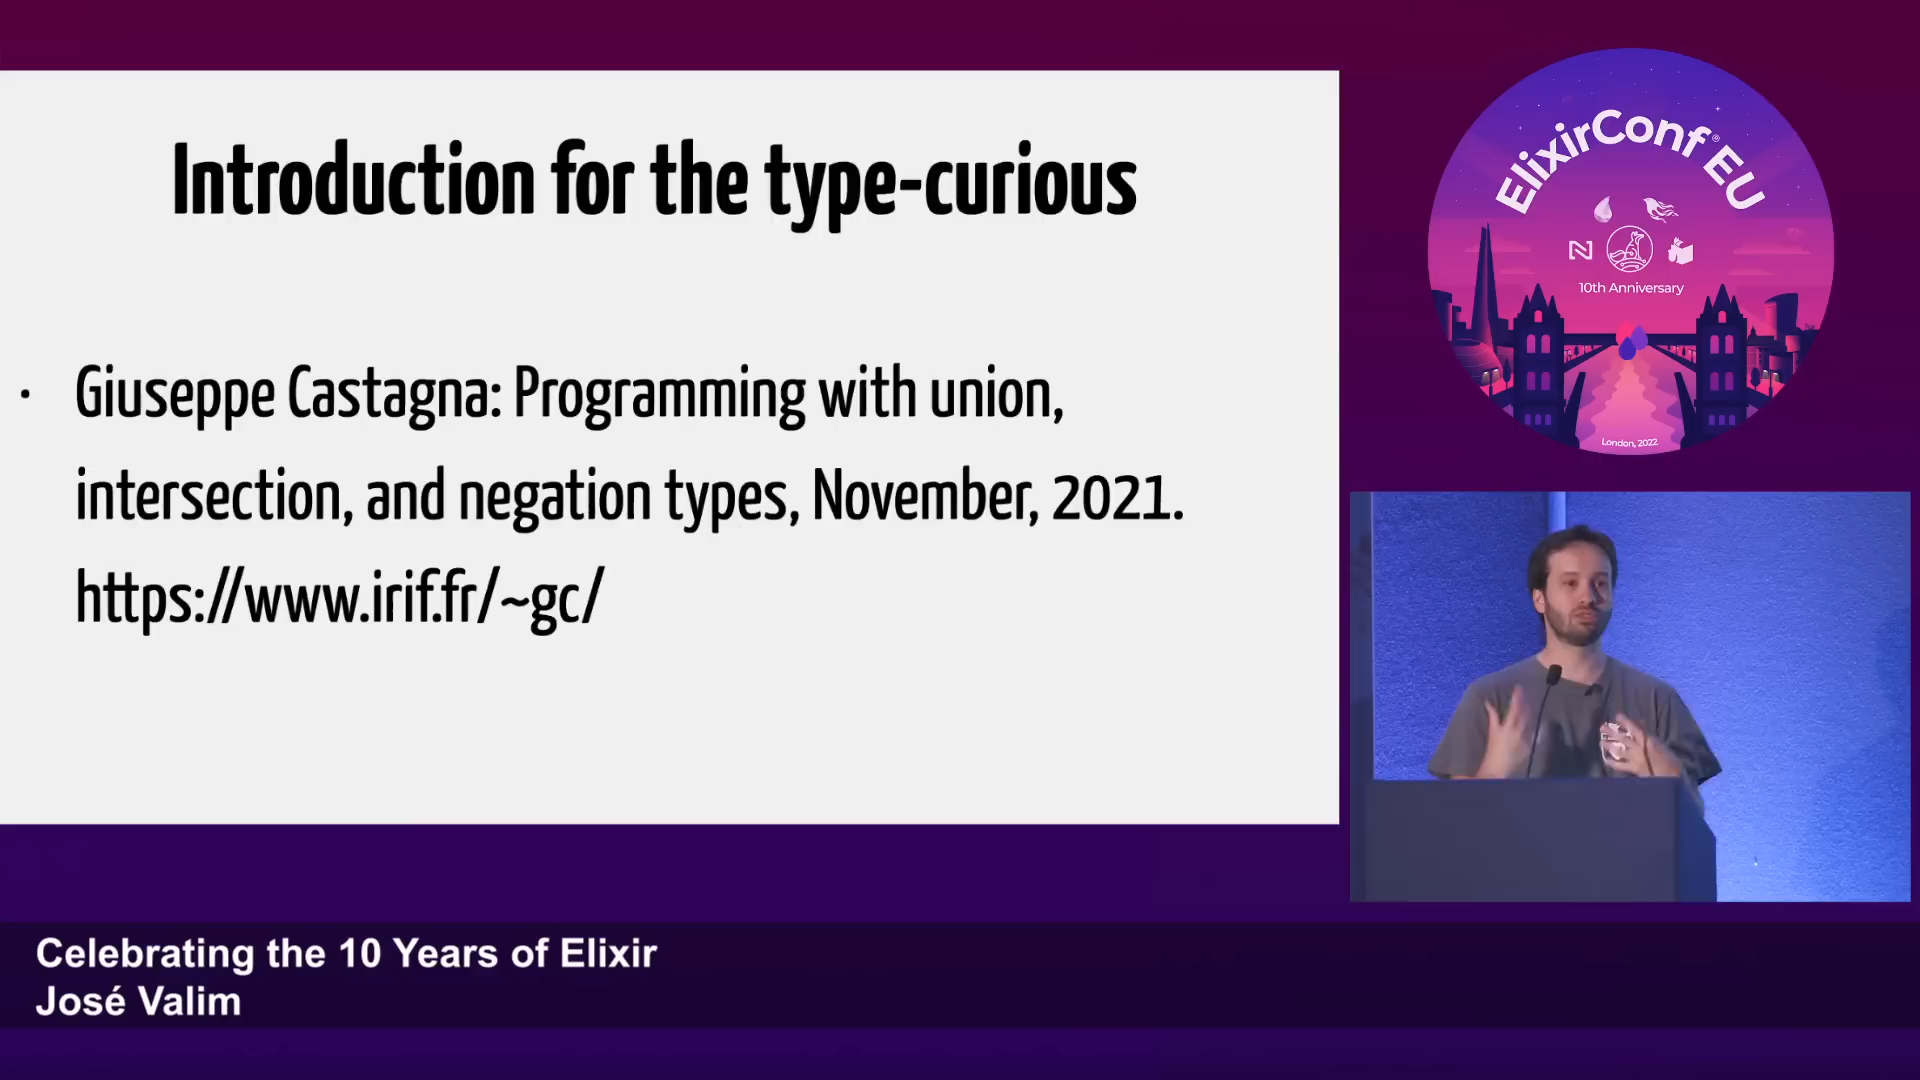 Introduction for the type-curious
· Giuseppe Castagna: Programming with union,
intersection, and negation types, November, 2021.
https://www.irif.fr/~gc/
ElixirConf® EU
10th Anniversary
London, 2022
Celebrating the 10 Years of Elixir
José Valim